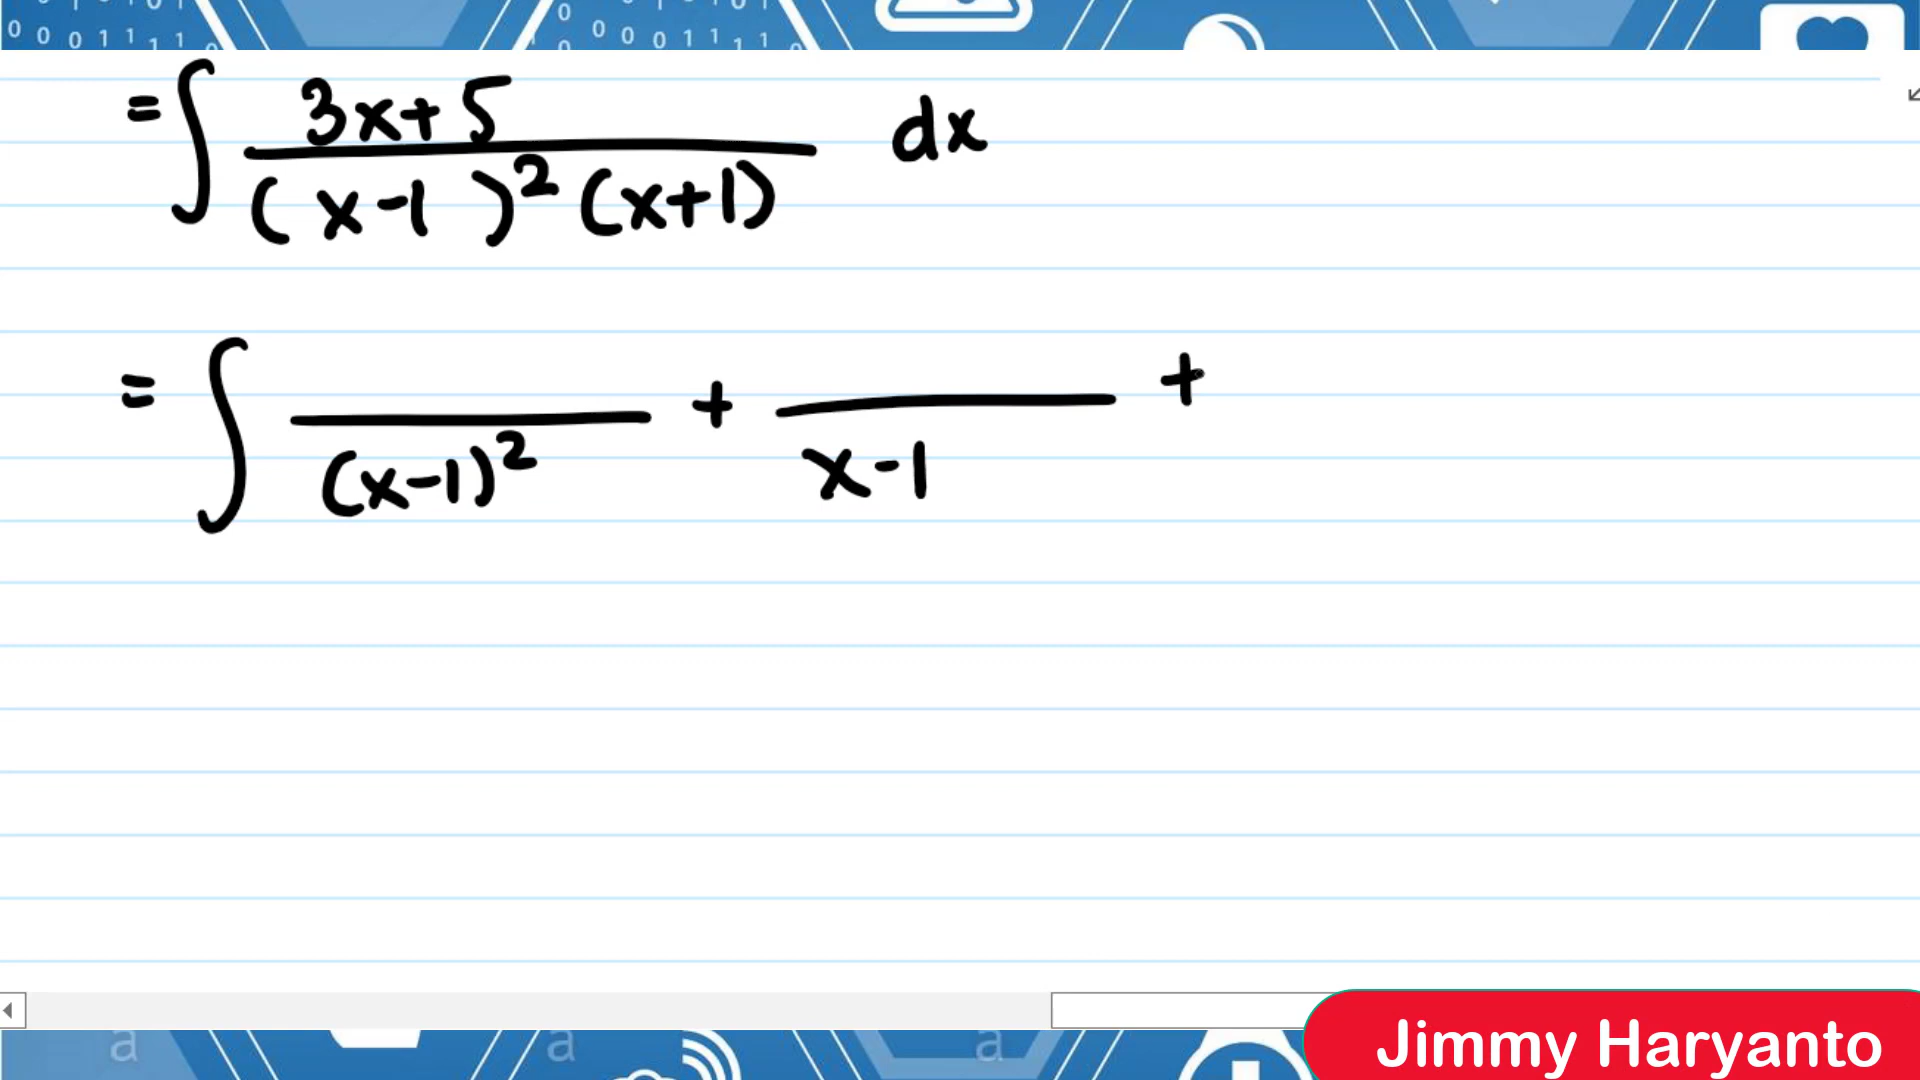 = ∫ 3x+5 / (x-1)² (x+1) dx
= ∫ / (x-1)² + / x-1 +
Jimmy Haryanto